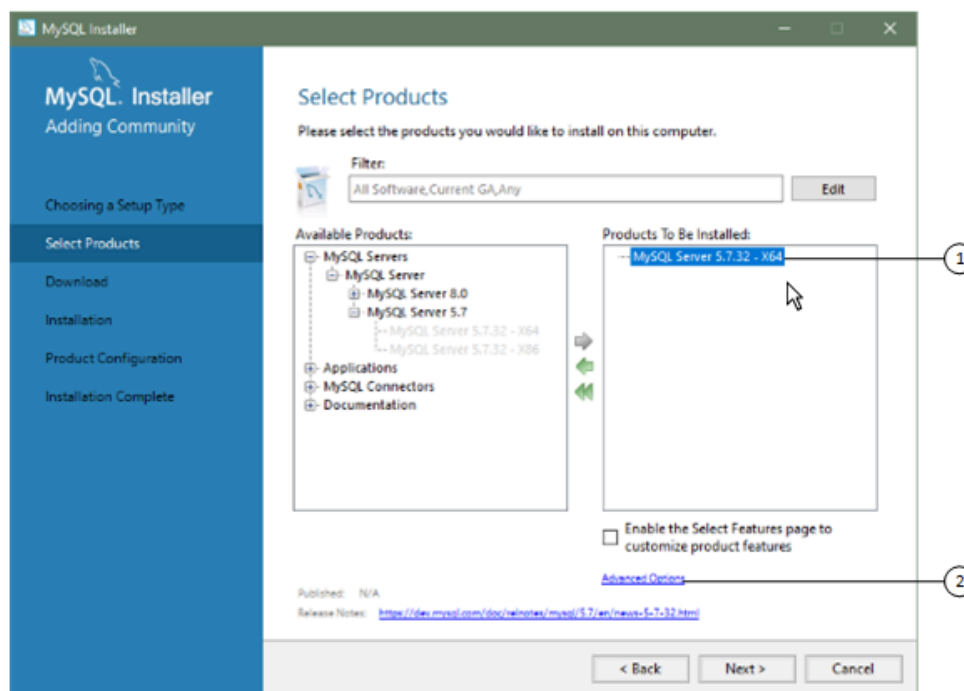 MySQL Installer
MySQL. Installer
Adding Community
Choosing a Setup Type
Select Products
Download
Installation
Product Configuration
Installation Complete
Select Products
Please select the products you would like to install on this computer.
Filter:
All Software,Current GA,Any
Edit
Available Products:
MySQL Servers
MySQL Server
MySQL Server 8.0
MySQL Server 5.7
MySQL Server 5.7.32 - X64
MySQL Server 5.7.32 - X86
Applications
MySQL Connectors
Documentation
Products To Be Installed:
MySQL Server 5.7.32 - X64
1
Enable the Select Features page to
customize product features
Advanced Options
2
Published: N/A
Release Notes: https://dev.mysql.com/doc/relnotes/mysql/5.7/en/news-5-7-32.html
< Back
Next >
Cancel